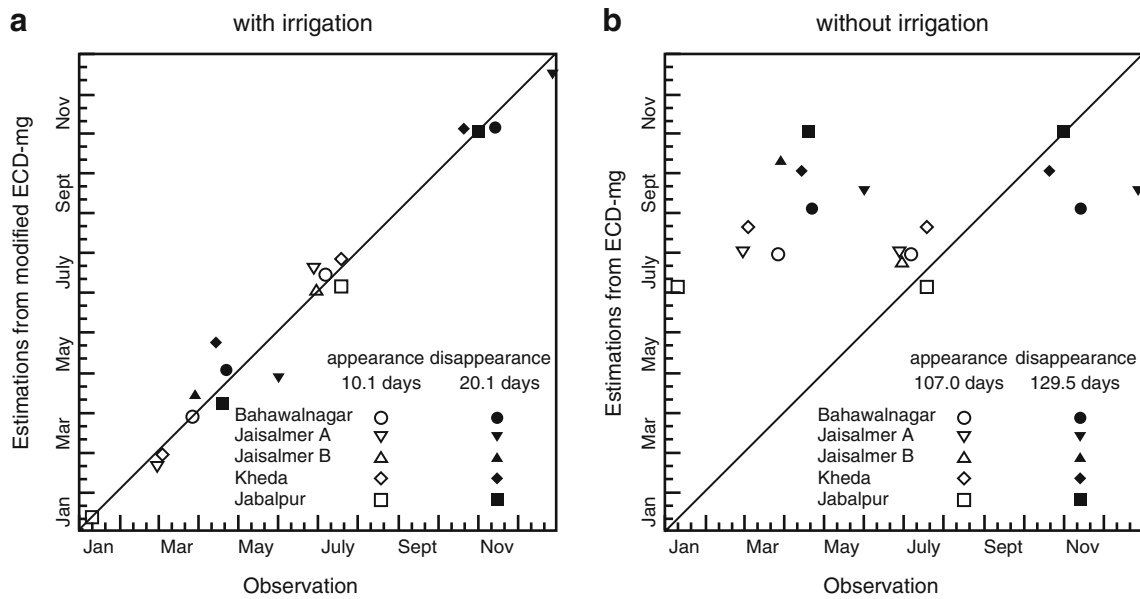 a
with irrigation
Estimations from modified ECD-mg
Nov
Sept
July
May
Mar
Jan
appearance disappearance
10.1 days 20.1 days
Bahawalnagar
Jaisalmer A
Jaisalmer B
Kheda
Jabalpur
Jan Mar May July Sept Nov
Observation
b
without irrigation
Estimations from ECD-mg
Nov
Sept
July
May
Mar
Jan
appearance disappearance
107.0 days 129.5 days
Bahawalnagar
Jaisalmer A
Jaisalmer B
Kheda
Jabalpur
Jan Mar May July Sept Nov
Observation